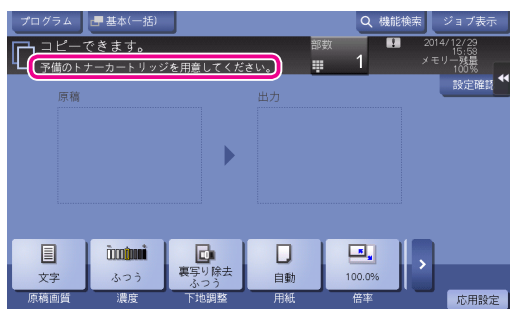 プログラム
基本(一括)
機能検索
ジョブ表示
コピーできます。
予備のトナーカートリッジを用意してください。
部数
1
2014/12/29
15:58
メモリー残量
100%
設定確認
原稿
出力
文字
ふつう
裏写り除去
ふつう
自動
100.0%
原稿画質
濃度
下地調整
用紙
倍率
応用設定